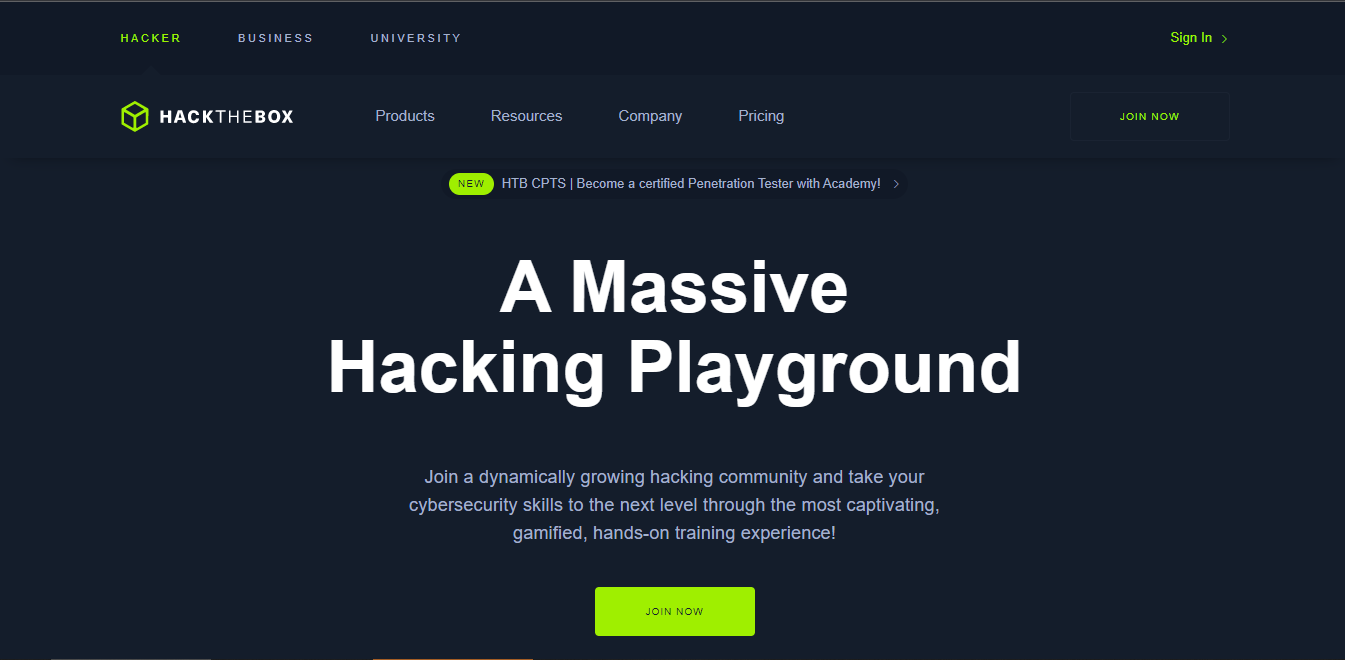 HACKER BUSINESS UNIVERSITY Sign In
HACKTHEBOX Products Resources Company Pricing JOIN NOW
NEW HTB CPTS | Become a certified Penetration Tester with Academy!
A Massive
Hacking Playground
Join a dynamically growing hacking community and take your
cybersecurity skills to the next level through the most captivating,
gamified, hands-on training experience!
JOIN NOW